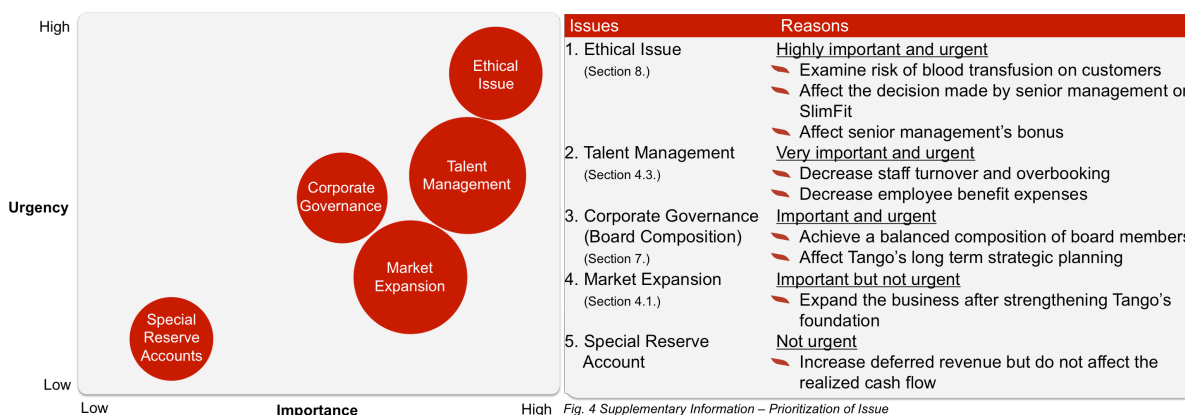 High
Ethical
Issue
Talent
Management
Corporate
Governance
Urgency
Market
Expansion
Special
Reserve
Accounts
Low
Low
Importance
High
Issues Reasons
1. Ethical Issue Highly important and urgent
(Section 8.) Examine risk of blood transfusion on customers
Affect the decision made by senior management on
SlimFit
Affect senior management’s bonus
2. Talent Management Very important and urgent
(Section 4.3.) Decrease staff turnover and overbooking
Decrease employee benefit expenses
3. Corporate Governance Important and urgent
(Board Composition) Achieve a balanced composition of board members
(Section 7.) Affect Tango’s long term strategic planning
4. Market Expansion Important but not urgent
(Section 4.1.) Expand the business after strengthening Tango’s
foundation
5. Special Reserve Not urgent
Account Increase deferred revenue but do not affect the
realized cash flow
Fig. 4 Supplementary Information – Prioritization of Issue